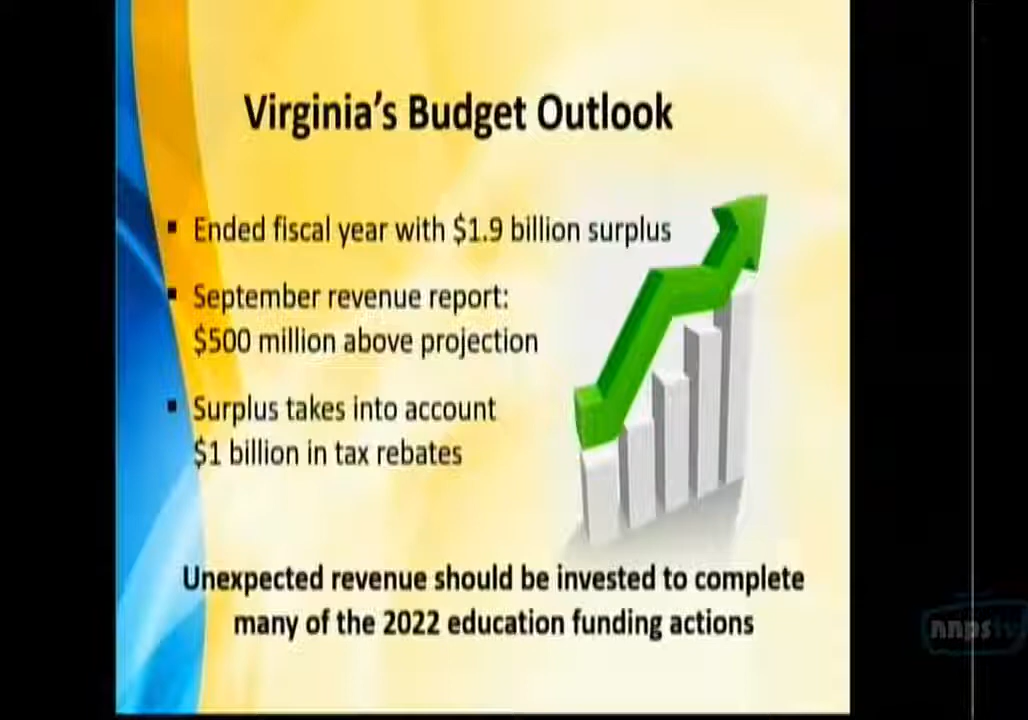 Virginia's Budget Outlook
▪ Ended fiscal year with $1.9 billion surplus
▪ September revenue report:
$500 million above projection
▪ Surplus takes into account
$1 billion in tax rebates
Unexpected revenue should be invested to complete
many of the 2022 education funding actions
nnpstv